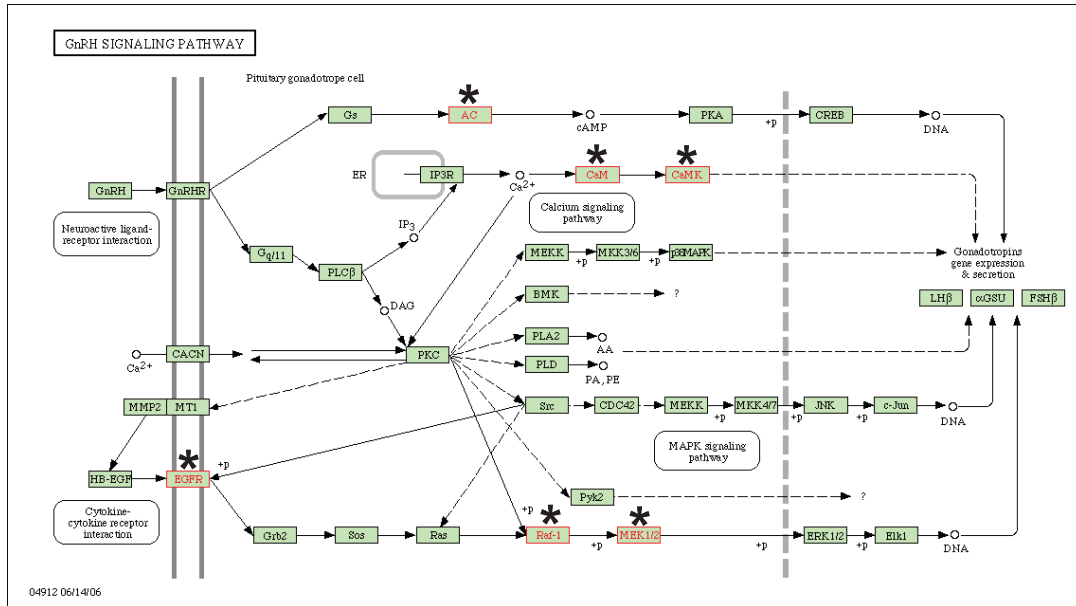 GnRH SIGNALING PATHWAY
Pituitary gonadotrope cell
*
Gs
AC
cAMP
PKA
+p
CREB
DNA
ER
IP3R
Ca2+
*
CaM
*
CaMK
GnRH
GnRHR
Neuroactive ligand-
receptor interaction
Calcium signaling
pathway
IP3
Gq/11
PLCβ
DAG
MEKK
+p
MKK3/6
+p
p38MAPK
Gonadotropins
gene expression
& secretion
BMK
?
LHβ
αGSU
FSHβ
Ca2+
CACN
PKC
PLA2
AA
PLD
PA, PE
MMP2
MT1
Src
CDC42
MEKK
+p
MKK4/7
+p
JNK
+p
c-Jun
DNA
MAPK signaling
pathway
HB-EGF
*
EGFR
+p
Pyk2
?
Cytokine-
cytokine receptor
interaction
Grb2
Sos
Ras
+p
*
Raf-1
+p
*
MEK1/2
+p
ERK1/2
+p
Elk1
DNA
04912 06/14/06